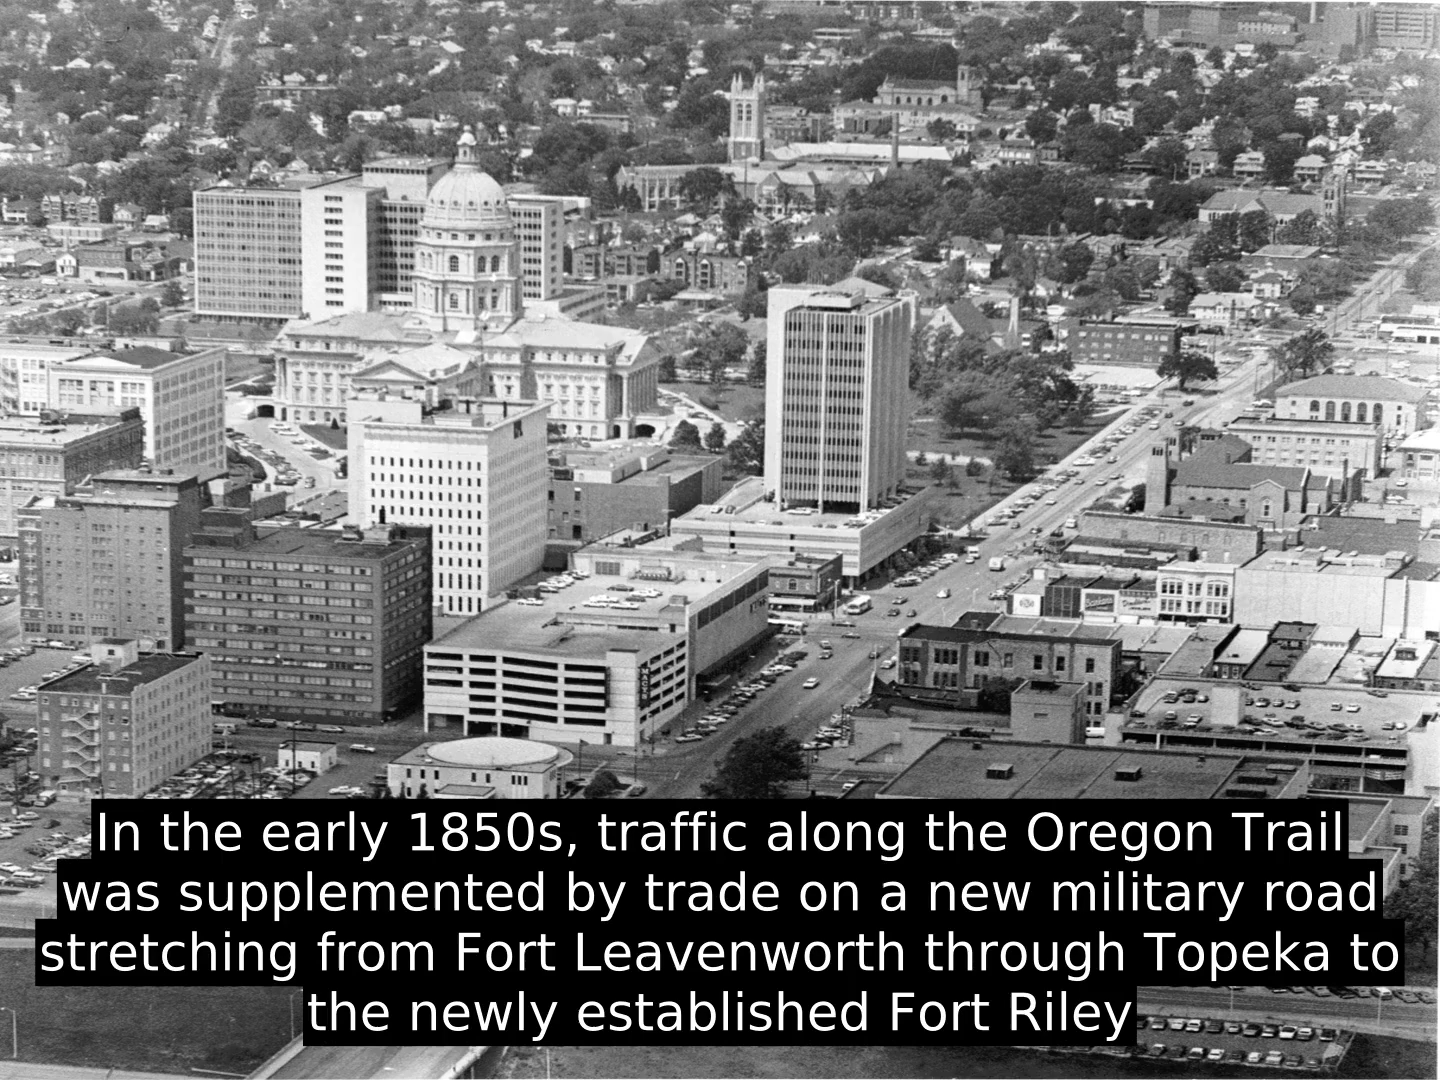 In the early 1850s, traffic along the Oregon Trail
was supplemented by trade on a new military road
stretching from Fort Leavenworth through Topeka to
the newly established Fort Riley